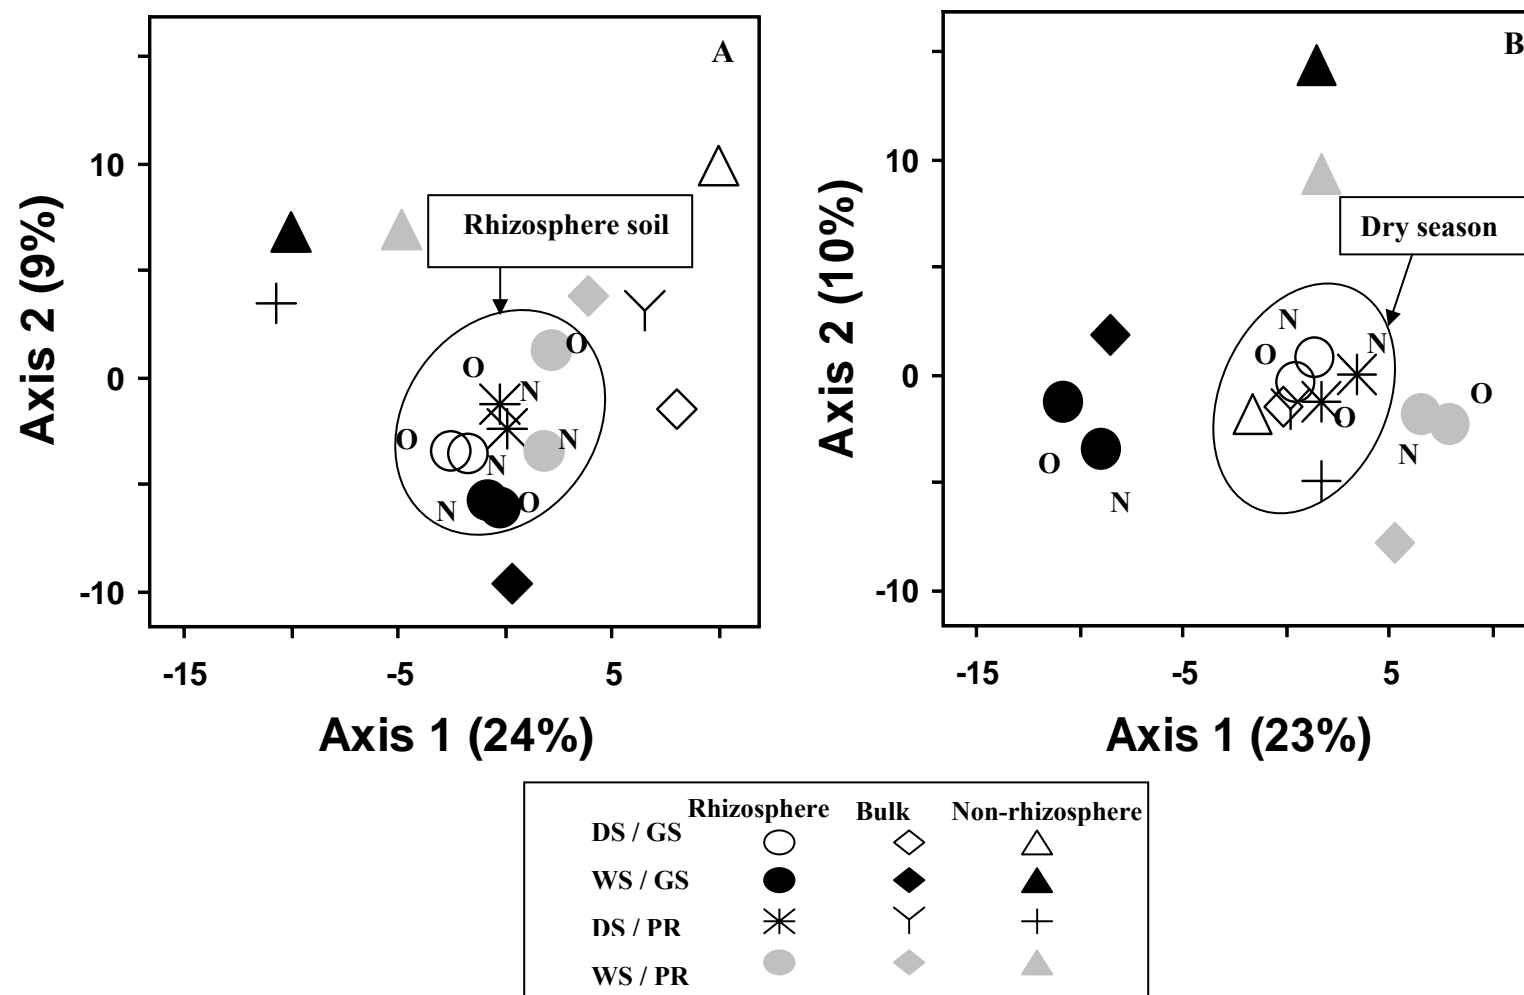 A
B
10
0
-10
Axis 2 (9%)
Rhizosphere soil
O
O
N
O
N
N
N
O
-15
-5
5
Axis 1 (24%)
10
0
-10
Axis 2 (10%)
Dry season
N
N
O
O
O
N
O
N
-15
-5
5
Axis 1 (23%)
Rhizosphere Bulk Non-rhizosphere
DS / GS
WS / GS
DS / PR
WS / PR